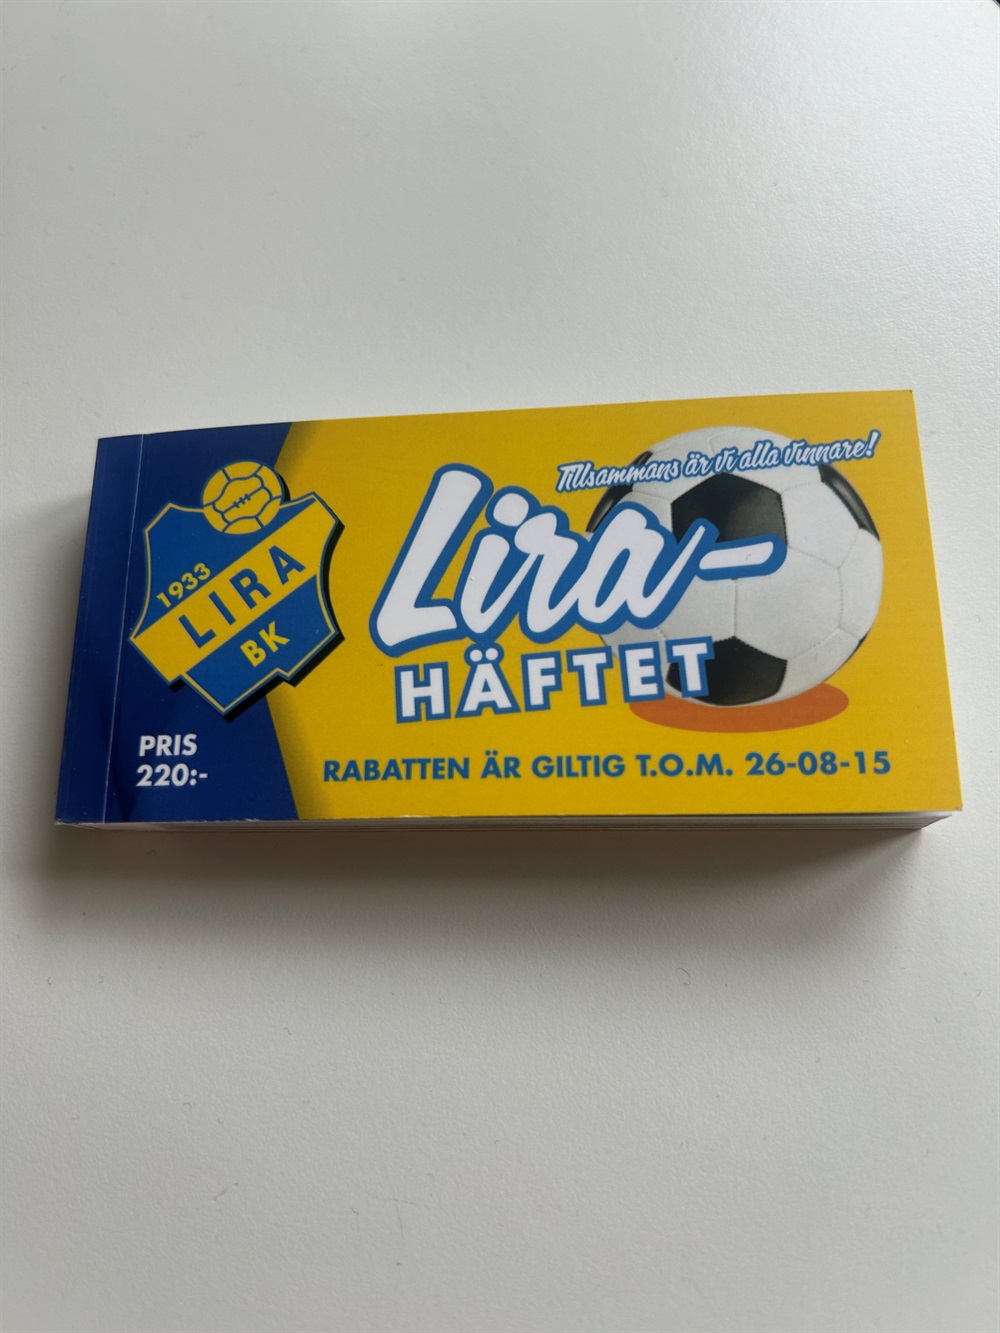 1933
LIRA
BK
PRIS
220:-
Tillsammans är vi alla vinnare!
Lira-
HÄFTET
RABATTEN ÄR GILTIG T.O.M. 26-08-15